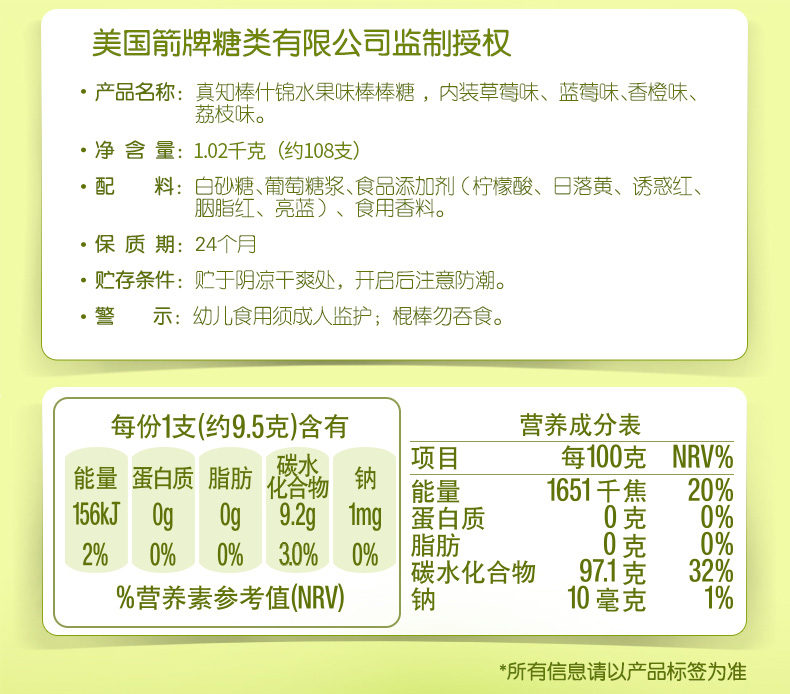 美国箭牌糖类有限公司监制授权
• 产品名称：真知棒什锦水果味棒棒糖，内装草莓味、蓝莓味、香橙味、
荔枝味。
• 净 含 量：1.02千克（约108支）
• 配 料：白砂糖、葡萄糖浆、食品添加剂（柠檬酸、日落黄、诱惑红、
胭脂红、亮蓝）、食用香料。
• 保 质 期：24个月
• 贮存条件：贮于阴凉干爽处，开启后注意防潮。
• 警 示：幼儿食用须成人监护；棍棒勿吞食。
每份1支(约9.5克)含有
能量 蛋白质 脂肪 碳水
化合物 钠
156kJ 0g 0g 9.2g 1mg
2% 0% 0% 3.0% 0%
%营养素参考值(NRV)
营养成分表
项目 每100克 NRV%
能量 1651千焦 20%
蛋白质 0克 0%
脂肪 0克 0%
碳水化合物 97.1克 32%
钠 10毫克 1%
*所有信息请以产品标签为准